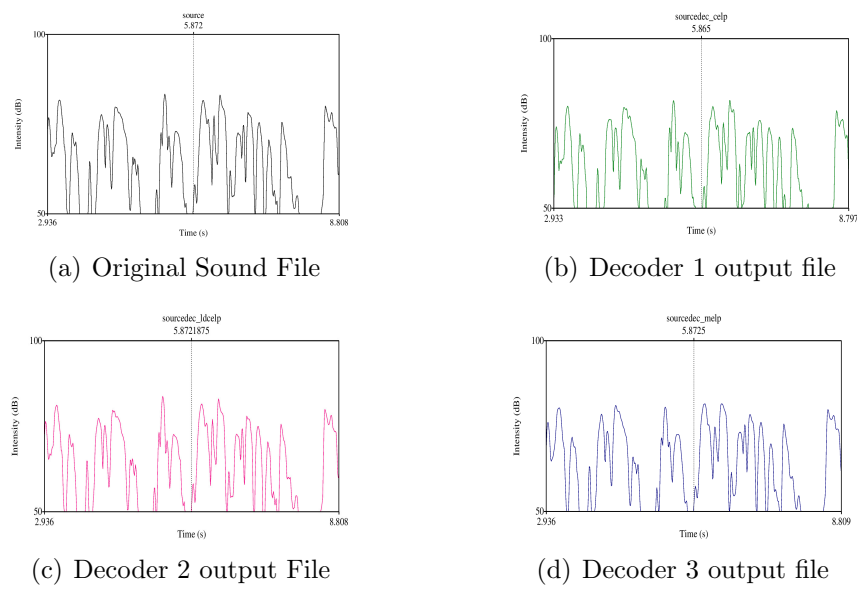 source
5.872
100
Intensity (dB)
50
2.936
8.808
Time (s)
(a) Original Sound File
sourcedec_celp
5.865
100
Intensity (dB)
50
2.933
8.797
Time (s)
(b) Decoder 1 output file
sourcedec_ldcelp
5.8721875
100
Intensity (dB)
50
2.936
8.808
Time (s)
(c) Decoder 2 output File
sourcedec_melp
5.8725
100
Intensity (dB)
50
2.936
8.809
Time (s)
(d) Decoder 3 output file